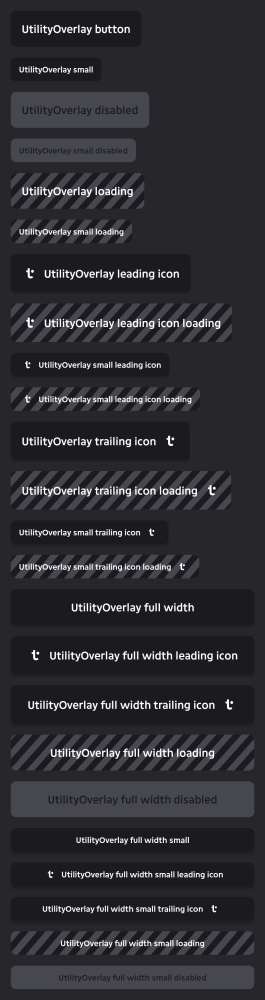 UtilityOverlay button
UtilityOverlay small
UtilityOverlay disabled
UtilityOverlay small disabled
UtilityOverlay loading
UtilityOverlay small loading
UtilityOverlay leading icon
UtilityOverlay leading icon loading
UtilityOverlay small leading icon
UtilityOverlay small leading icon loading
UtilityOverlay trailing icon
UtilityOverlay trailing icon loading
UtilityOverlay small trailing icon
UtilityOverlay small trailing icon loading
UtilityOverlay full width
UtilityOverlay full width leading icon
UtilityOverlay full width trailing icon
UtilityOverlay full width loading
UtilityOverlay full width disabled
UtilityOverlay full width small
UtilityOverlay full width small leading icon
UtilityOverlay full width small trailing icon
UtilityOverlay full width small loading
UtilityOverlay full width small disabled